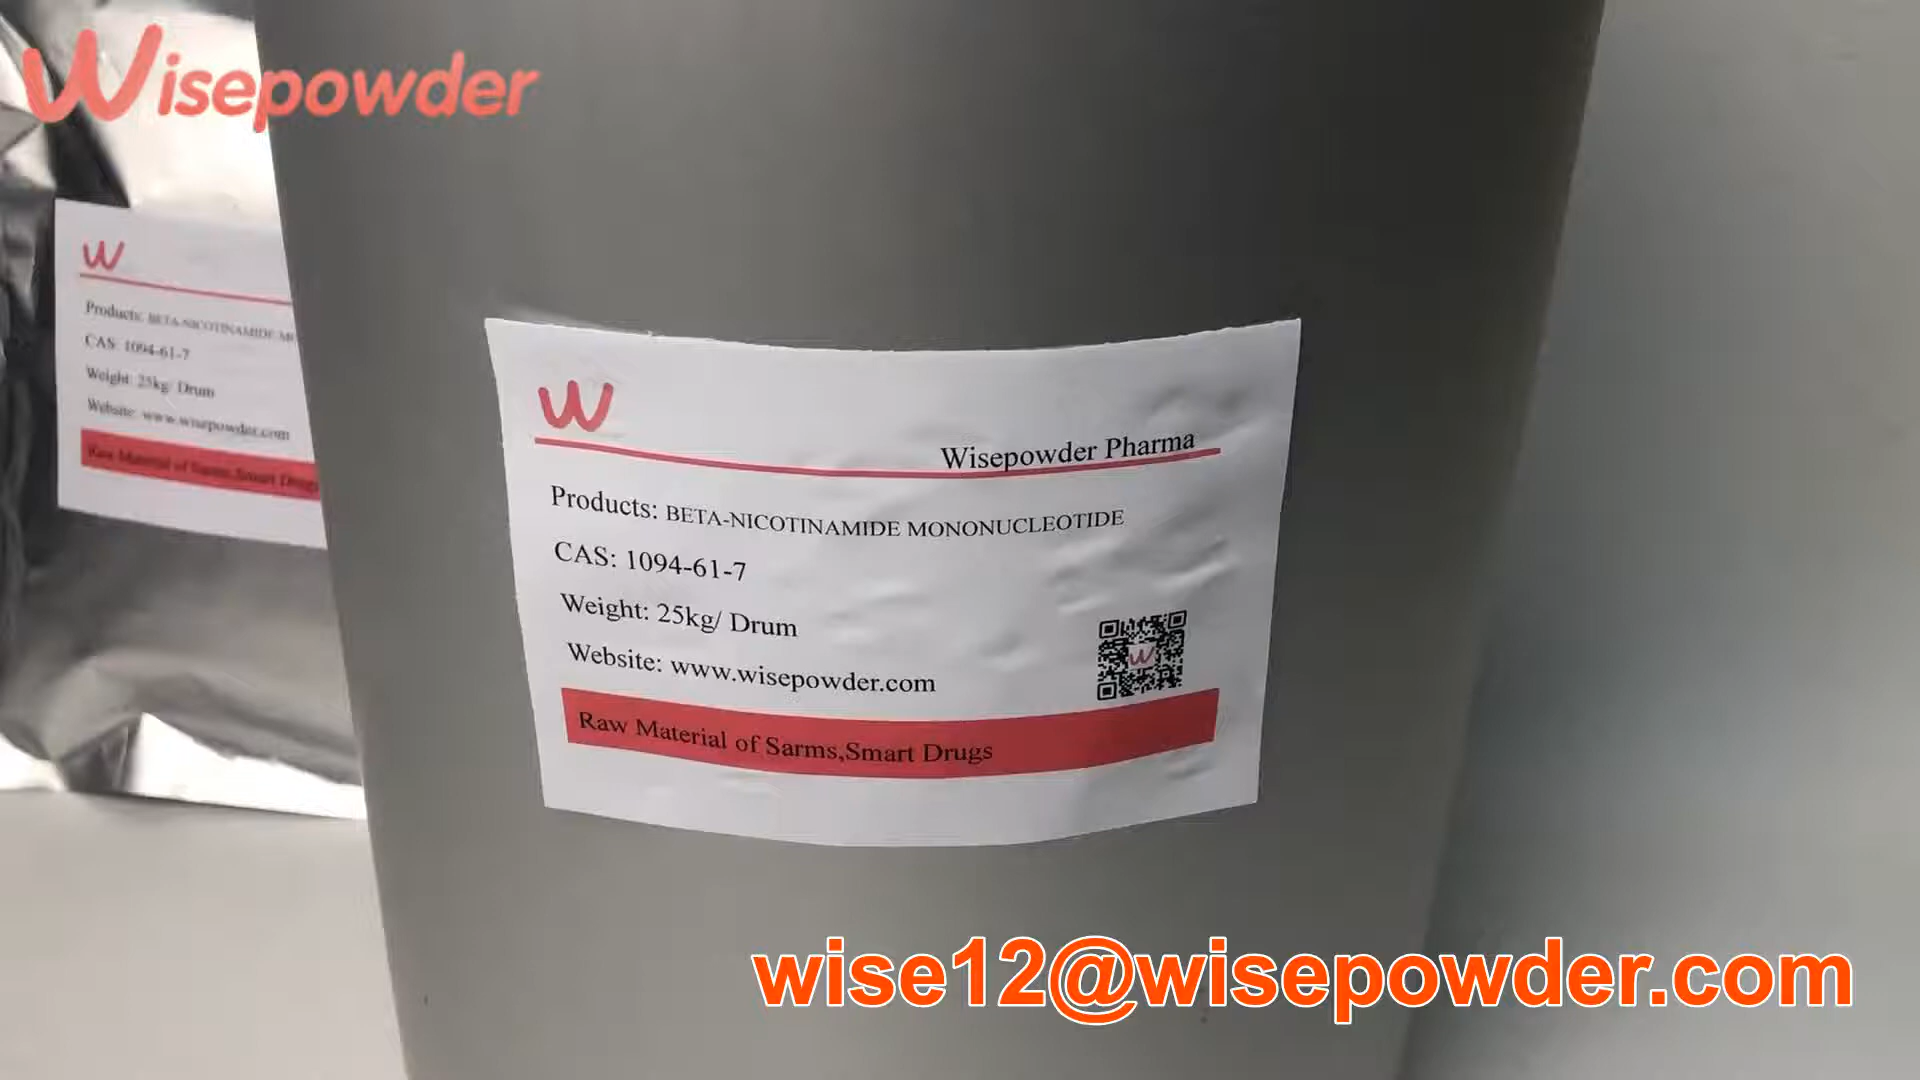 Wisepowder
W
Products: BETA-NICOTINAMIDE MO
CAS: 1094-61-7
Weight: 25kg/ Drum
Website: www.wisepowder.com
Raw Material of Sarms,Smart Drugs
W
Wisepowder Pharma
Products: BETA-NICOTINAMIDE MONONUCLEOTIDE
CAS: 1094-61-7
Weight: 25kg/ Drum
Website: www.wisepowder.com
W
Raw Material of Sarms,Smart Drugs
wise12@wisepowder.com